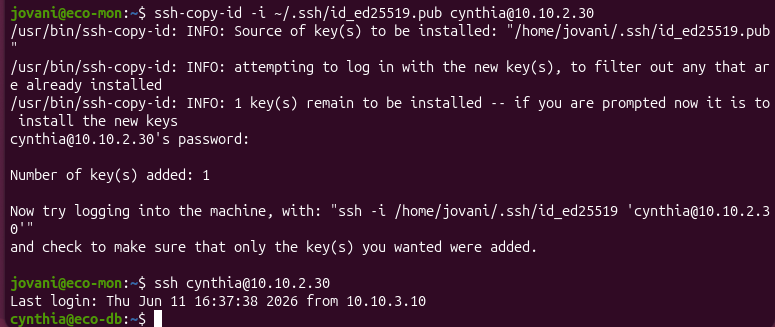 jovani@eco-mon:~$ ssh-copy-id -i ~/.ssh/id_ed25519.pub cynthia@10.10.2.30
/usr/bin/ssh-copy-id: INFO: Source of key(s) to be installed: "/home/jovani/.ssh/id_ed25519.pub
"
/usr/bin/ssh-copy-id: INFO: attempting to log in with the new key(s), to filter out any that ar
e already installed
/usr/bin/ssh-copy-id: INFO: 1 key(s) remain to be installed -- if you are prompted now it is to
 install the new keys
cynthia@10.10.2.30's password:
Number of key(s) added: 1
Now try logging into the machine, with: "ssh -i /home/jovani/.ssh/id_ed25519 'cynthia@10.10.2.3
0'"
and check to make sure that only the key(s) you wanted were added.
jovani@eco-mon:~$ ssh cynthia@10.10.2.30
Last login: Thu Jun 11 16:37:38 2026 from 10.10.3.10
cynthia@eco-db:~$